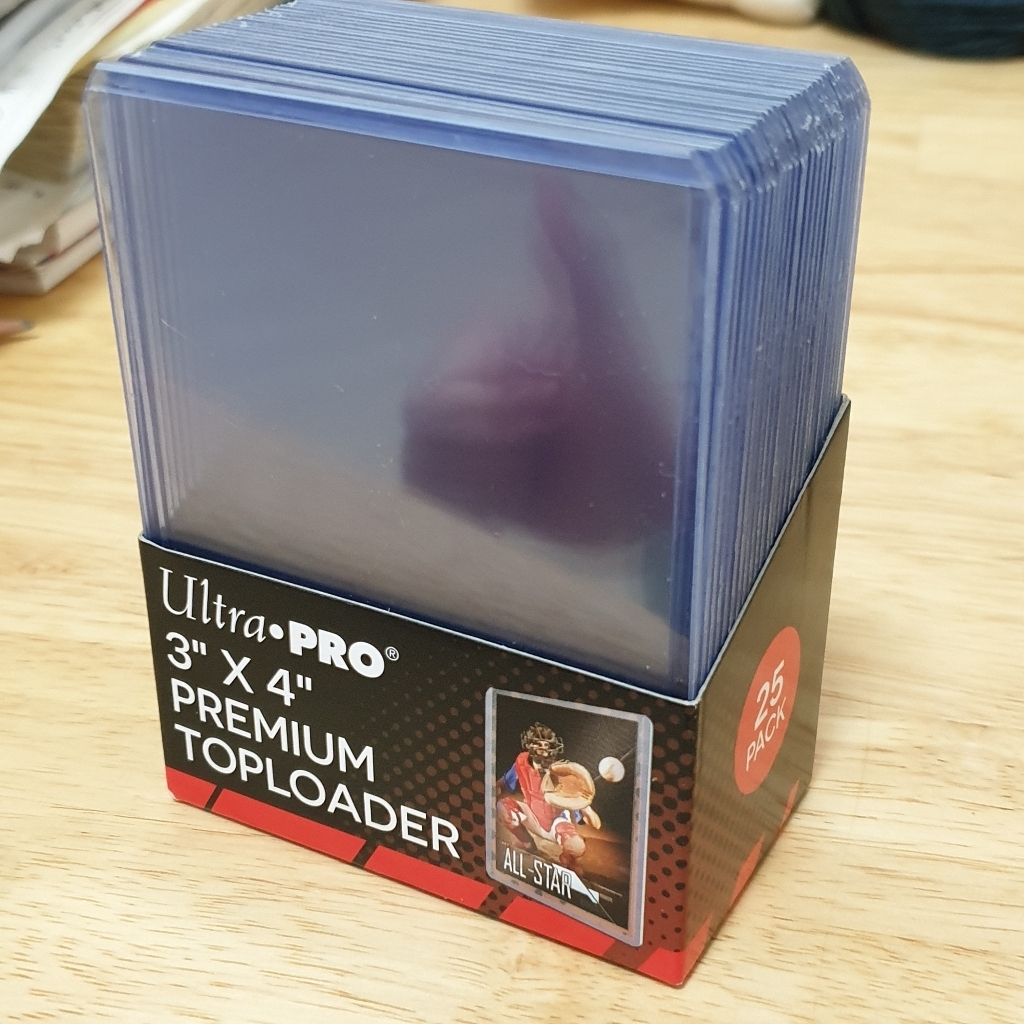 Ultra•PRO®
3" X 4"
PREMIUM
TOPLOADER
ALL-STAR
25
PACK